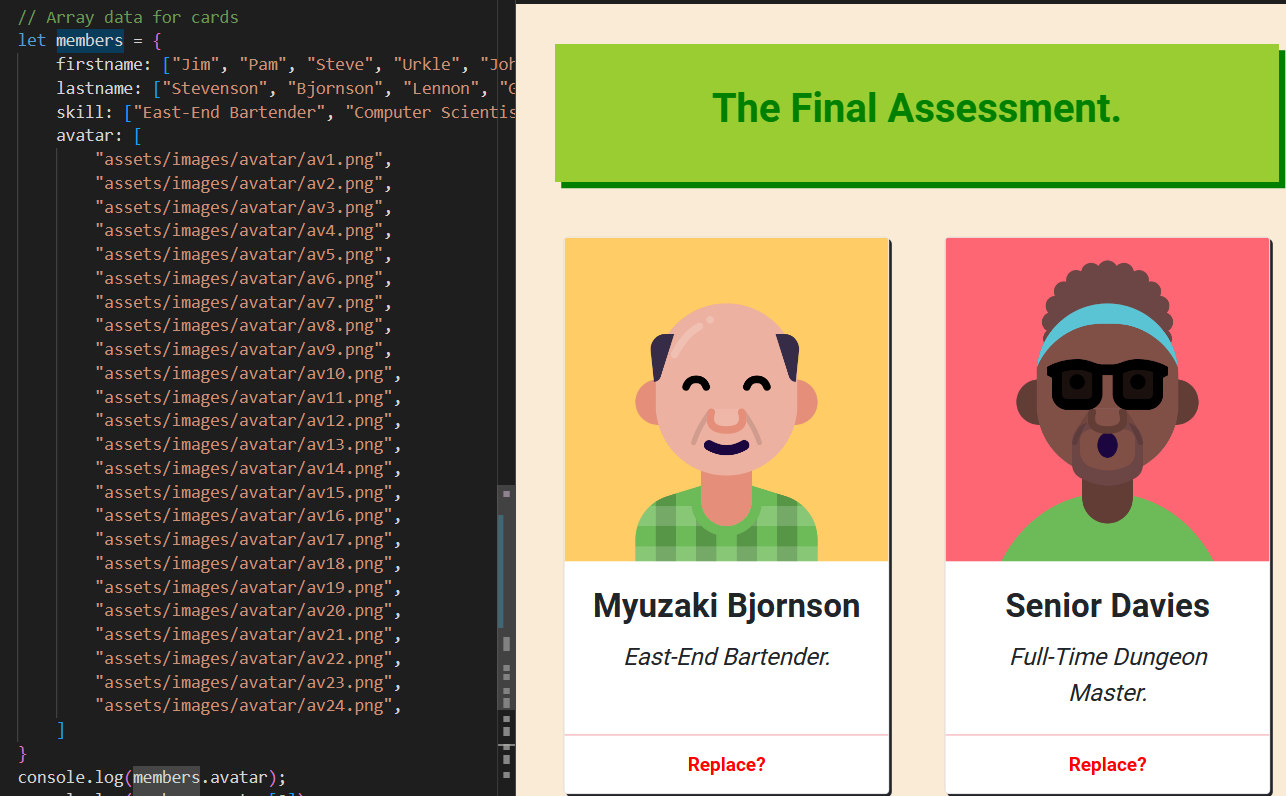 // Array data for cards
let members = {
firstname: ["Jim", "Pam", "Steve", "Urkle",
lastname: ["Stevenson", "Bjornson", "Lennon",
skill: ["East-End Bartender", "Computer
avatar: [
"assets/images/avatar/av1.png",
"assets/images/avatar/av2.png",
"assets/images/avatar/av3.png",
"assets/images/avatar/av4.png",
"assets/images/avatar/av5.png",
"assets/images/avatar/av6.png",
"assets/images/avatar/av7.png",
"assets/images/avatar/av8.png",
"assets/images/avatar/av9.png",
"assets/images/avatar/av10.png",
"assets/images/avatar/av11.png",
"assets/images/avatar/av12.png",
"assets/images/avatar/av13.png",
"assets/images/avatar/av14.png",
"assets/images/avatar/av15.png",
"assets/images/avatar/av16.png",
"assets/images/avatar/av17.png",
"assets/images/avatar/av18.png",
"assets/images/avatar/av19.png",
"assets/images/avatar/av20.png",
"assets/images/avatar/av21.png",
"assets/images/avatar/av22.png",
"assets/images/avatar/av23.png",
"assets/images/avatar/av24.png",
]
}
console.log(members.avatar);
The Final Assessment.
Myuzaki Bjornson
East-End Bartender.
Replace?
Senior Davies
Full-Time Dungeon
Master.
Replace?